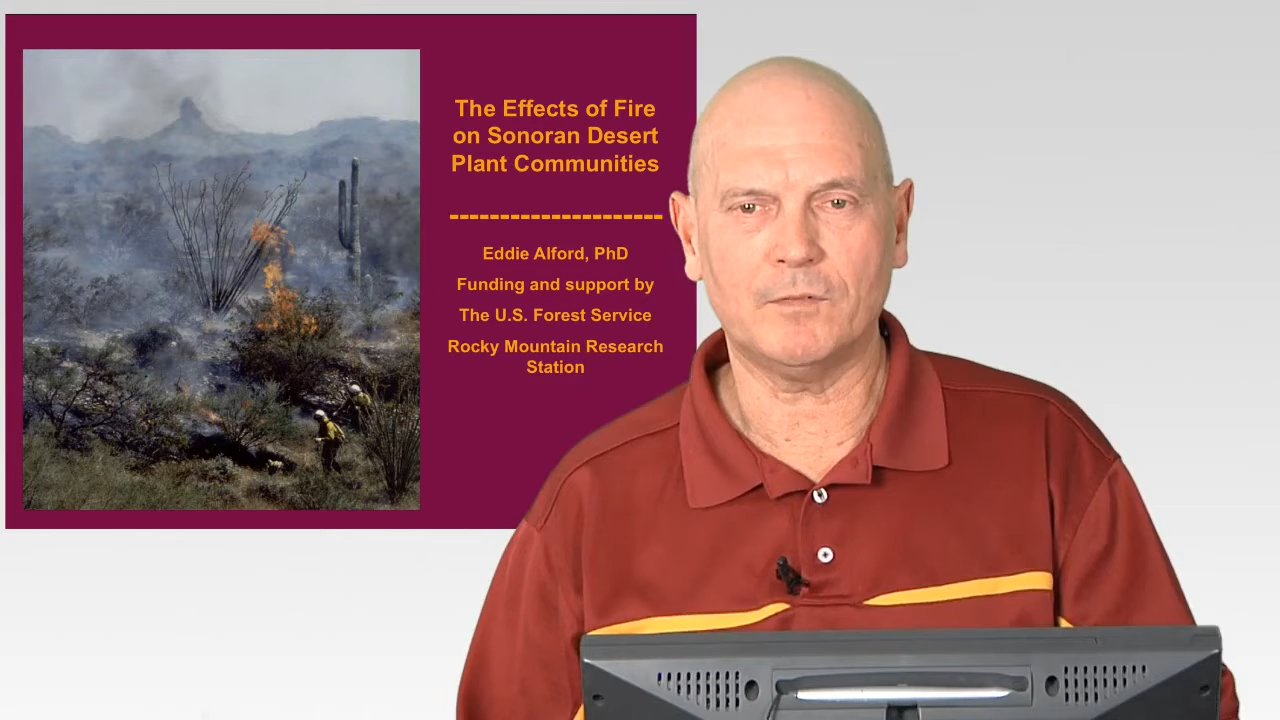 The Effects of Fire
on Sonoran Desert
Plant Communities
---------------------
Eddie Alford, PhD
Funding and support by
The U.S. Forest Service
Rocky Mountain Research
Station